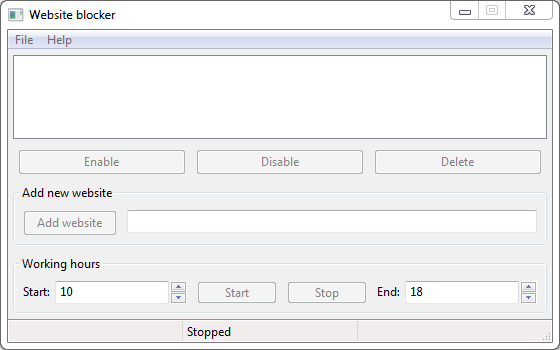 Website blocker
File Help
Enable Disable Delete
Add new website
Add website
Working hours
Start: 10 Start Stop End: 18
Stopped